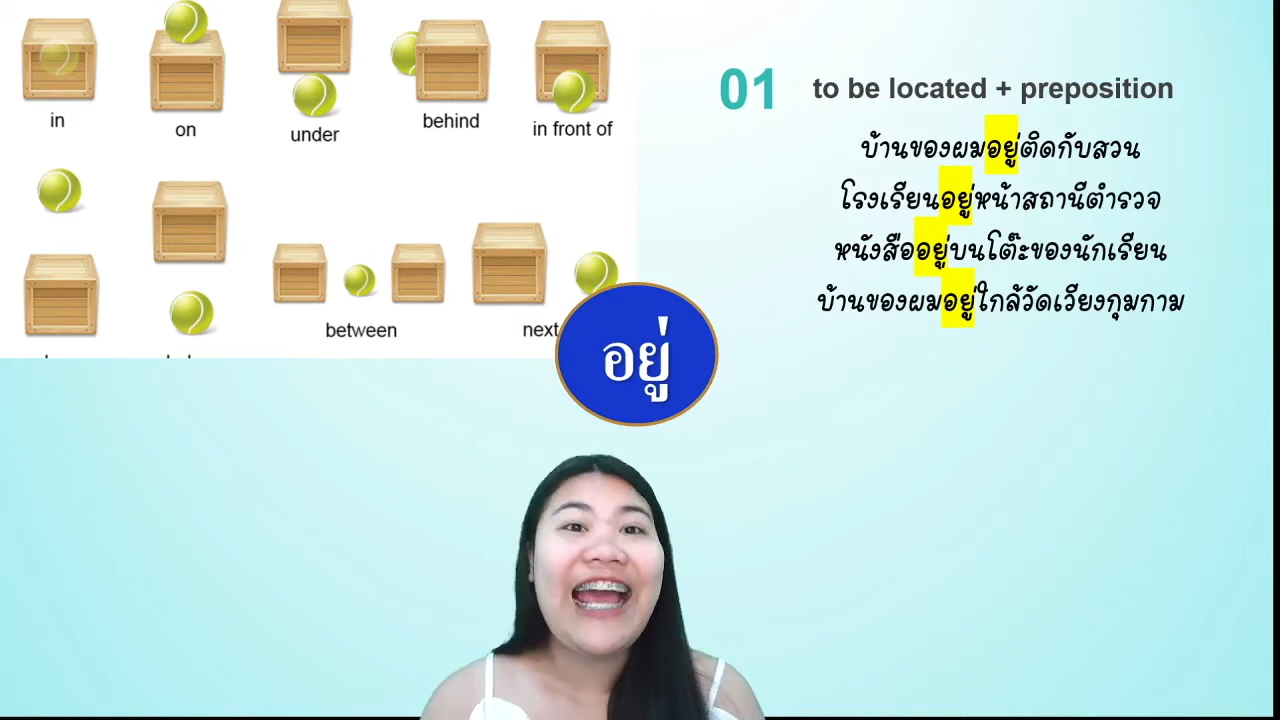 in
on
under
behind
in front of
between
next
01 to be located + preposition
บ้านของผมอยู่ติดกับสวน
โรงเรียนอยู่หน้าสถานีตำรวจ
หนังสืออยู่บนโต๊ะของนักเรียน
บ้านของผมอยู่ใกล้วัดเวียงกุมกาม
อยู่